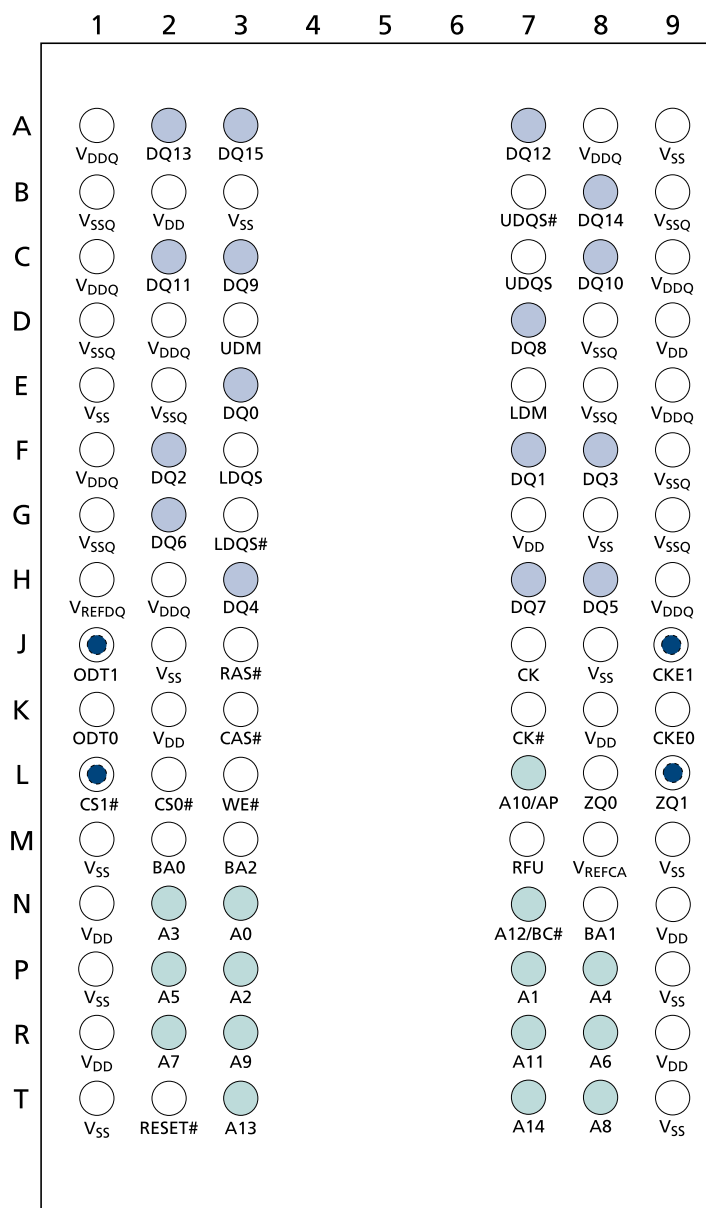 1 2 3 4 5 6 7 8 9
A
VDDQ DQ13 DQ15 DQ12 VDDQ VSS
B
VSSQ VDD VSS UDQS# DQ14 VSSQ
C
VDDQ DQ11 DQ9 UDQS DQ10 VDDQ
D
VSSQ VDDQ UDM DQ8 VSSQ VDD
E
VSS VSSQ DQ0 LDM VSSQ VDDQ
F
VDDQ DQ2 LDQS DQ1 DQ3 VSSQ
G
VSSQ DQ6 LDQS# VDD VSS VSSQ
H
VREFDQ VDDQ DQ4 DQ7 DQ5 VDDQ
J
ODT1 VSS RAS# CK VSS CKE1
K
ODT0 VDD CAS# CK# VDD CKE0
L
CS1# CS0# WE# A10/AP ZQ0 ZQ1
M
VSS BA0 BA2 RFU VREFCA VSS
N
VDD A3 A0 A12/BC# BA1 VDD
P
VSS A5 A2 A1 A4 VSS
R
VDD A7 A9 A11 A6 VDD
T
VSS RESET# A13 A14 A8 VSS